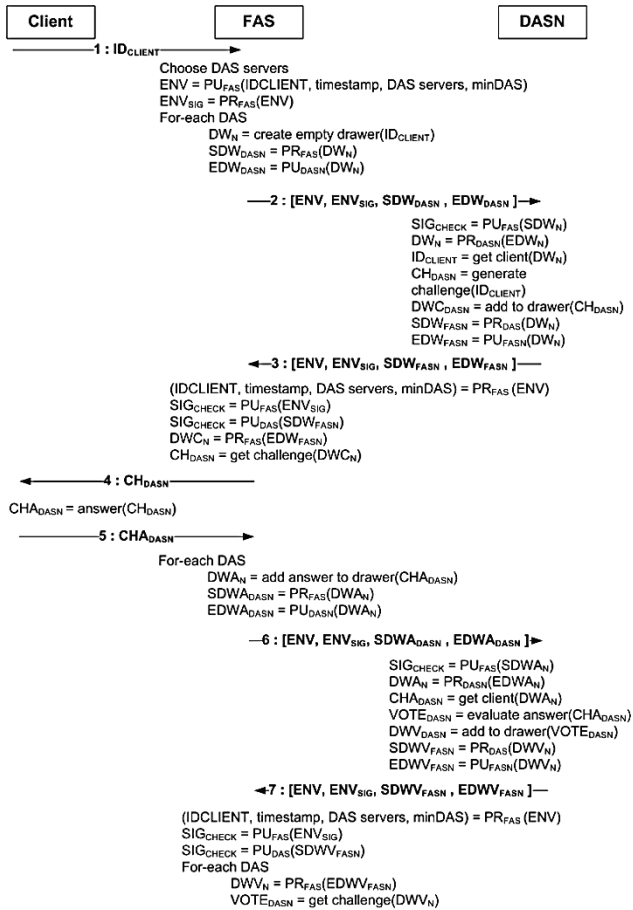 Client FAS DASN
1 : IDCLIENT
Choose DAS servers
ENV = PUFAS(IDCLIENT, timestamp, DAS servers, minDAS)
ENVSIG = PRFAS(ENV)
For-each DAS
DWN = create empty drawer(IDCLIENT)
SDWDASN = PRFAS(DWN)
EDWDASN = PUDASN(DWN)
2 : [ENV, ENVSIG, SDWDASN , EDWDASN ]
SIGCHECK = PUFAS(SDWN)
DWN = PRDASN(EDWN)
IDCLIENT = get client(DWN)
CHDASN = generate
challenge(IDCLIENT)
DWCDASN = add to drawer(CHDASN)
SDWFASN = PRDAS(DWN)
EDWFASN = PUFASN(DWN)
3 : [ENV, ENVSIG, SDWFASN , EDWFASN ]
(IDCLIENT, timestamp, DAS servers, minDAS) = PRFAS (ENV)
SIGCHECK = PUFAS(ENVSIG)
SIGCHECK = PUDAS(SDWFASN)
DWCN = PRFAS(EDWFASN)
CHDASN = get challenge(DWCN)
4 : CHDASN
CHADASN = answer(CHDASN)
5 : CHADASN
For-each DAS
DWAN = add answer to drawer(CHADASN)
SDWADASN = PRFAS(DWAN)
EDWADASN = PUDASN(DWAN)
6 : [ENV, ENVSIG, SDWADASN , EDWADASN ]
SIGCHECK = PUFAS(SDWAN)
DWAN = PRDASN(EDWAN)
CHADASN = get client(DWAN)
VOTEDASN = evaluate answer(CHADASN)
DWVDASN = add to drawer(VOTEDASN)
SDWVFASN = PRDAS(DWVN)
EDWVFASN = PUFASN(DWVN)
7 : [ENV, ENVSIG, SDWVFASN , EDWVFASN ]
(IDCLIENT, timestamp, DAS servers, minDAS) = PRFAS (ENV)
SIGCHECK = PUFAS(ENVSIG)
SIGCHECK = PUDAS(SDWVFASN)
For-each DAS
DWVN = PRFAS(EDWVFASN)
VOTEDASN = get challenge(DWVN)